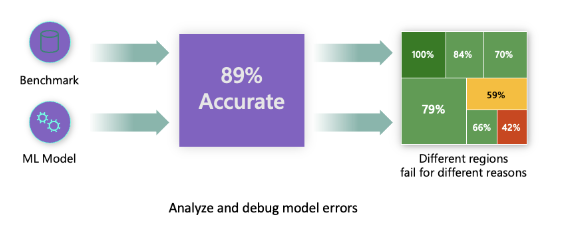 Benchmark
ML Model
89%
Accurate
100%
84%
70%
79%
59%
66%
42%
Different regions
fail for different reasons
Analyze and debug model errors